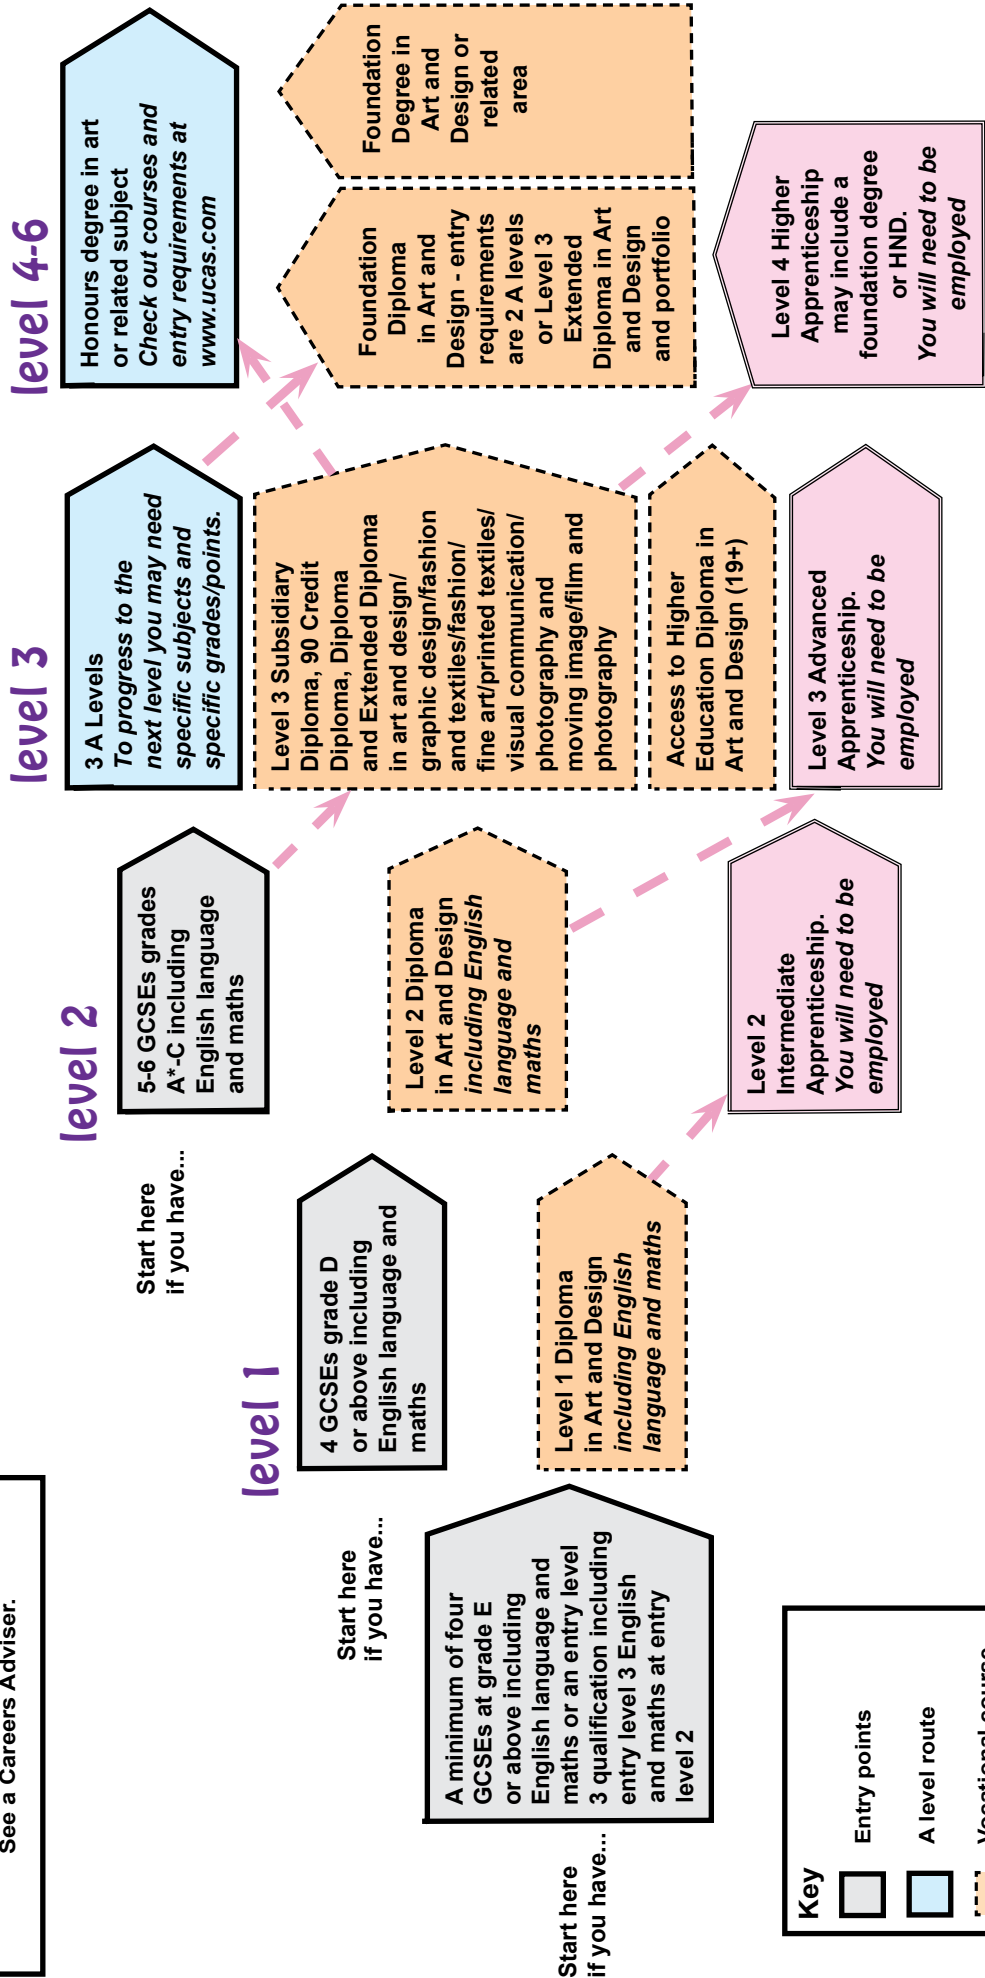 See a Careers Adviser.
level 1
level 2
level 3
level 4-6
Start here
if you have...
A minimum of four
GCSEs at grade E
or above including
English language and
maths or an entry level
3 qualification including
entry level 3 English
and maths at entry
level 2
Start here
if you have...
4 GCSEs grade D
or above including
English language and
maths
Level 1 Diploma
in Art and Design
including English
language and maths
Start here
if you have...
5-6 GCSEs grades
A*-C including
English language
and maths
Level 2 Diploma
in Art and Design
including English
language and
maths
Level 2
Intermediate
Apprenticeship.
You will need to be
employed
3 A Levels
To progress to the
next level you may need
specific subjects and
specific grades/points.
Level 3 Subsidiary
Diploma, 90 Credit
Diploma, Diploma
and Extended Diploma
in art and design/
graphic design/fashion
and textiles/fashion/
fine art/printed textiles/
visual communication/
photography and
moving image/film and
photography
Access to Higher
Education Diploma in
Art and Design (19+)
Level 3 Advanced
Apprenticeship.
You will need to be
employed
Honours degree in art
or related subject
Check out courses and
entry requirements at
www.ucas.com
Foundation
Diploma
in Art and
Design - entry
requirements
are 2 A levels
or Level 3
Extended
Diploma in Art
and Design
and portfolio
Foundation
Degree in
Art and
Design or
related
area
Level 4 Higher
Apprenticeship
may include a
foundation degree
or HND.
You will need to be
employed
Key
Entry points
A level route
Vocational course